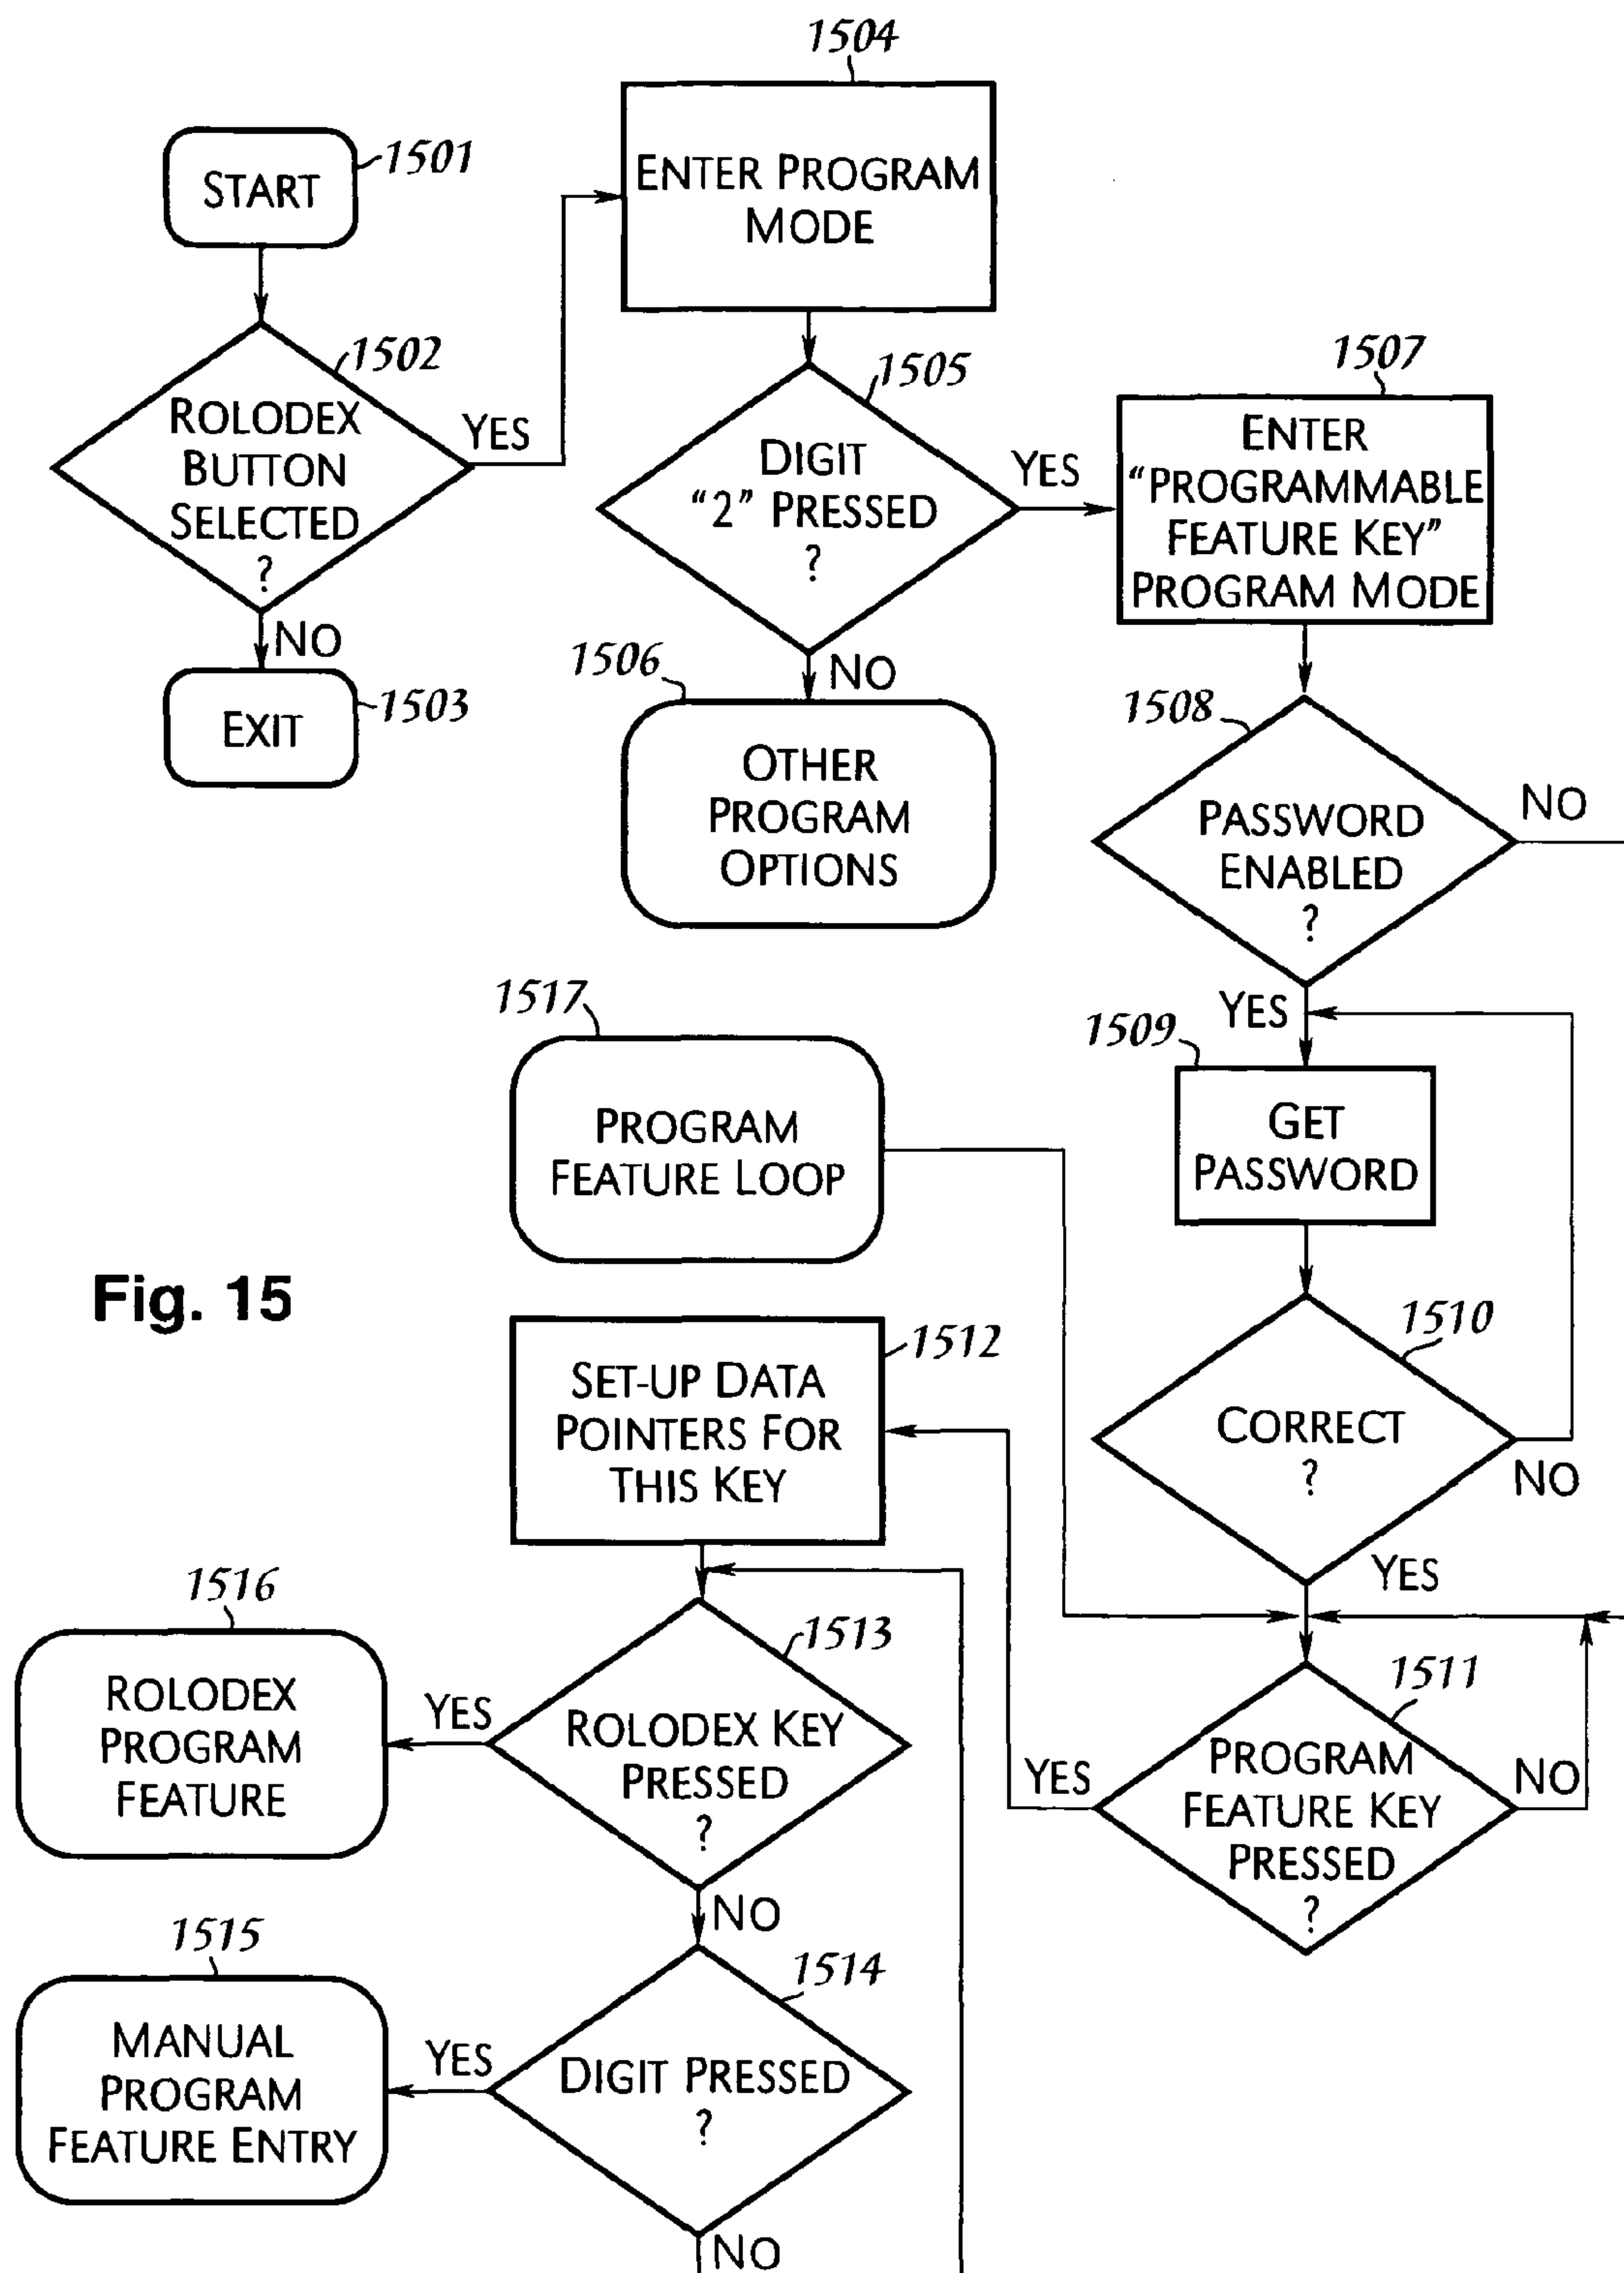 1504
1501
START
ENTER PROGRAM
MODE
1502
ROLODEX
BUTTON
SELECTED
?
YES
NO
1503
EXIT
1505
DIGIT
"2" PRESSED
?
YES
NO
1506
OTHER
PROGRAM
OPTIONS
1507
ENTER
"PROGRAMMABLE
FEATURE KEY"
PROGRAM MODE
1508
PASSWORD
ENABLED
?
NO
YES
1509
GET
PASSWORD
1510
CORRECT
?
NO
YES
1517
PROGRAM
FEATURE LOOP
Fig. 15
1512
SET-UP DATA
POINTERS FOR
THIS KEY
1511
PROGRAM
FEATURE KEY
PRESSED
?
YES
NO
1513
ROLODEX KEY
PRESSED
?
YES
NO
1516
ROLODEX
PROGRAM
FEATURE
1514
DIGIT PRESSED
?
YES
NO
1515
MANUAL
PROGRAM
FEATURE ENTRY